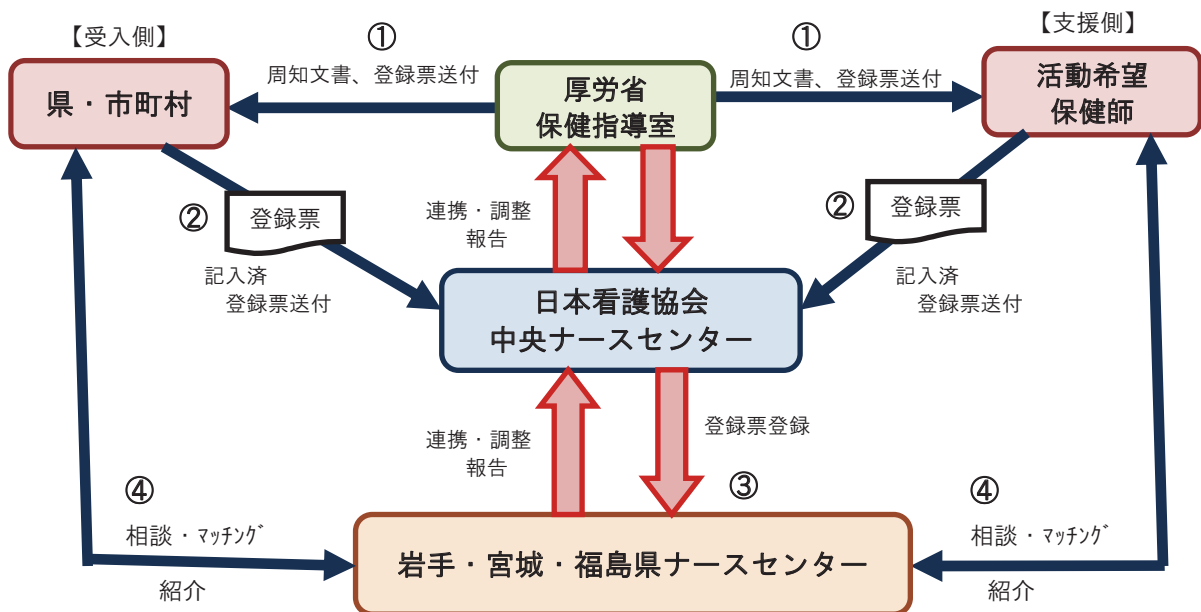 【受入側】
【支援側】
①
①
周知文書、登録票送付
周知文書、登録票送付
県・市町村
厚労省
保健指導室
活動希望
保健師
②
登録票
連携・調整
報告
②
登録票
記入済
登録票送付
記入済
登録票送付
日本看護協会
中央ナースセンター
連携・調整
報告
登録票登録
③
④
相談・ﾏｯﾁﾝｸﾞ
紹介
④
相談・ﾏｯﾁﾝｸﾞ
紹介
岩手・宮城・福島県ナースセンター